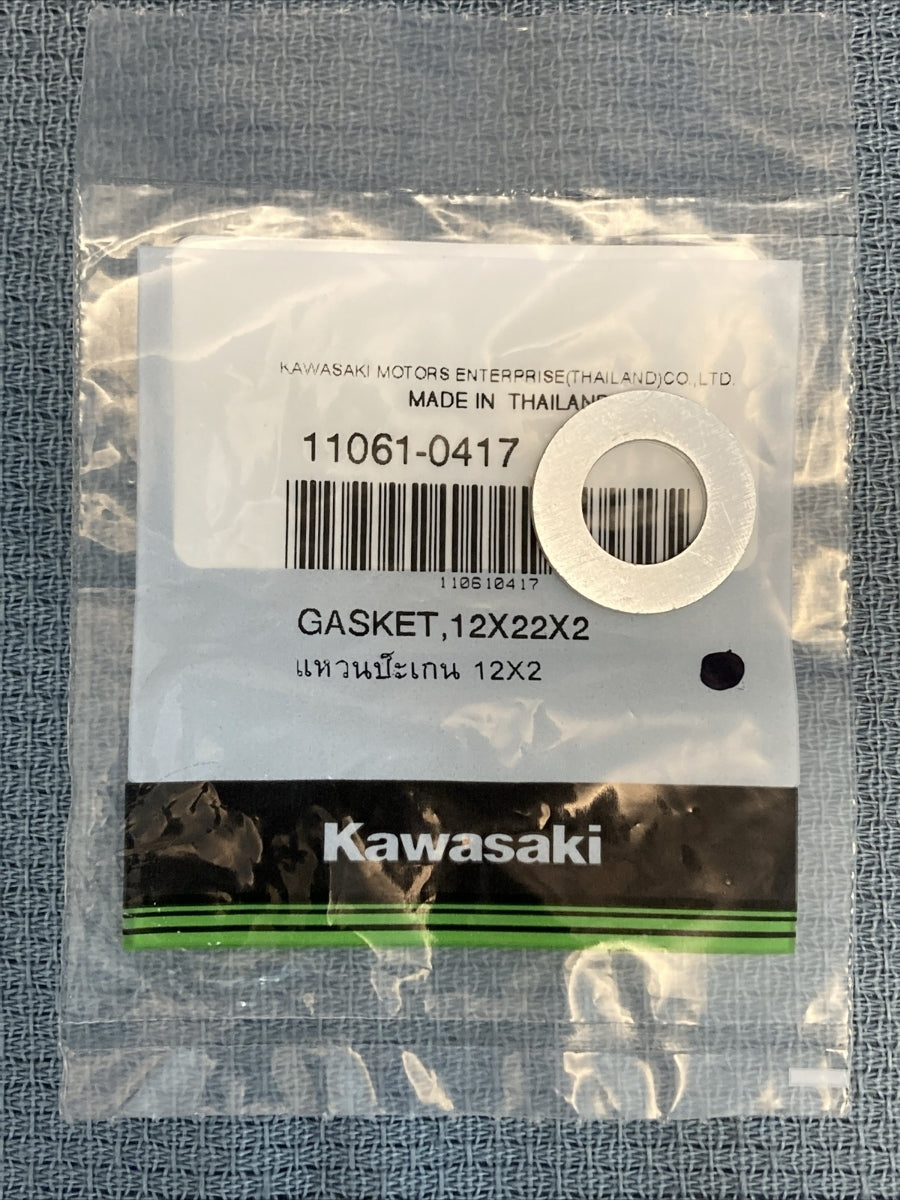 KAWASAKI MOTORS ENTERPRISE(THAILAND)CO.,LTD.
MADE IN THAILAND
11061-0417
110610417
GASKET,12X22X2
แหวนป็ะเกน 12X2
Kawasaki